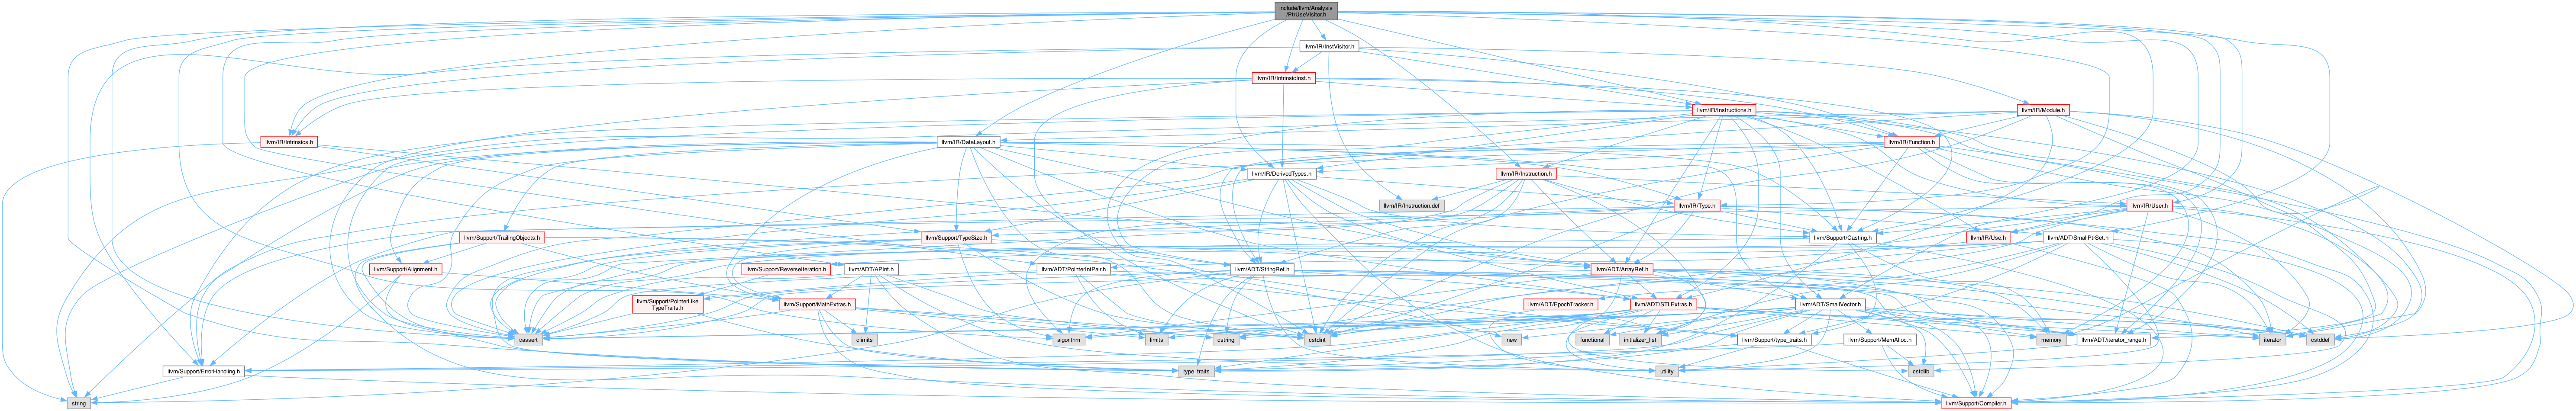 include/llvm/Analysis
/PtrUseVisitor.h
llvm/IR/InstVisitor.h
llvm/IR/IntrinsicInst.h
llvm/IR/Instructions.h
llvm/IR/Module.h
llvm/IR/Intrinsics.h
llvm/IR/DataLayout.h
llvm/IR/Function.h
llvm/IR/DerivedTypes.h
llvm/IR/Instruction.h
llvm/IR/Instruction.def
llvm/IR/Type.h
llvm/IR/User.h
llvm/Support/TrailingObjects.h
llvm/Support/TypeSize.h
llvm/Support/Casting.h
llvm/IR/Use.h
llvm/ADT/SmallPtrSet.h
llvm/Support/Alignment.h
llvm/Support/ReverseIteration.h
llvm/ADT/APInt.h
llvm/ADT/PointerIntPair.h
llvm/ADT/StringRef.h
llvm/ADT/ArrayRef.h
llvm/Support/PointerLike
TypeTraits.h
llvm/Support/MathExtras.h
llvm/ADT/EpochTracker.h
llvm/ADT/STLExtras.h
llvm/ADT/SmallVector.h
cassert
climits
algorithm
limits
cstring
cstdint
new
functional
initializer_list
llvm/Support/type_traits.h
llvm/Support/MemAlloc.h
memory
llvm/ADT/iterator_range.h
iterator
cstddef
llvm/Support/ErrorHandling.h
type_traits
utility
cstdlib
string
llvm/Support/Compiler.h